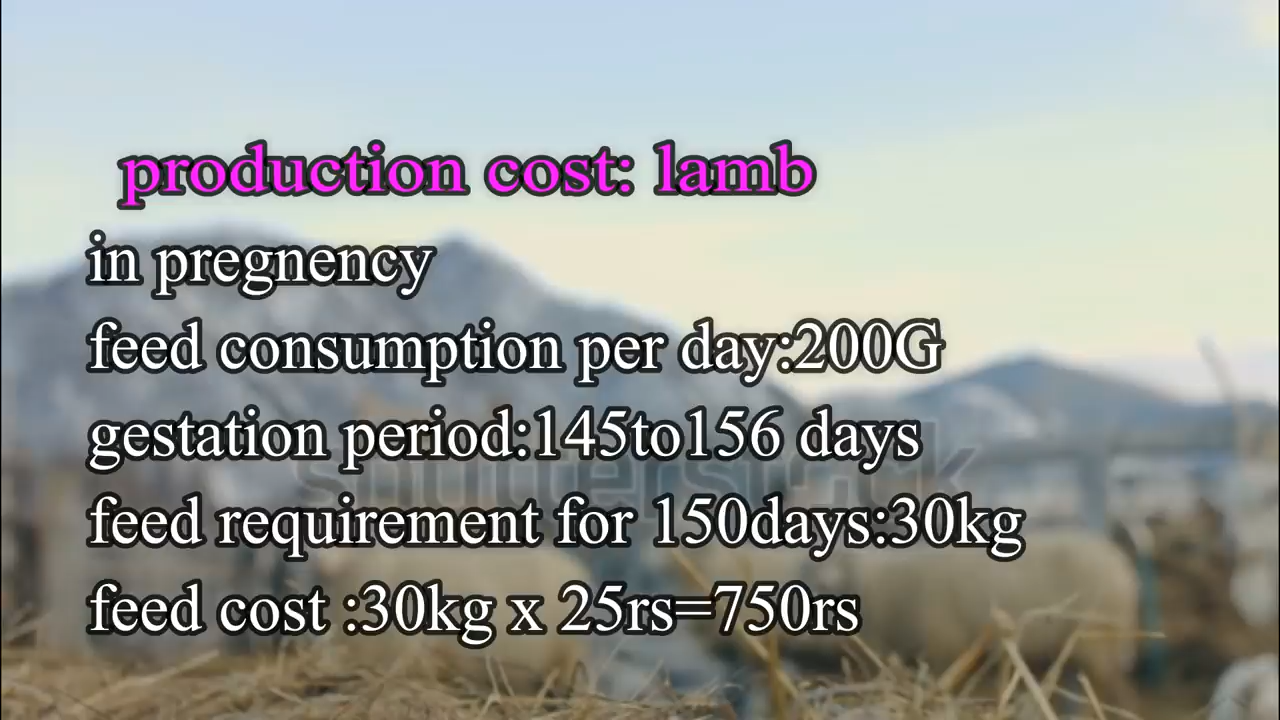 production cost: lamb
in pregnency
feed consumption per day:200G
gestation period:145to156 days
feed requirement for 150days:30kg
shutterstock
feed cost :30kg x 25rs=750rs